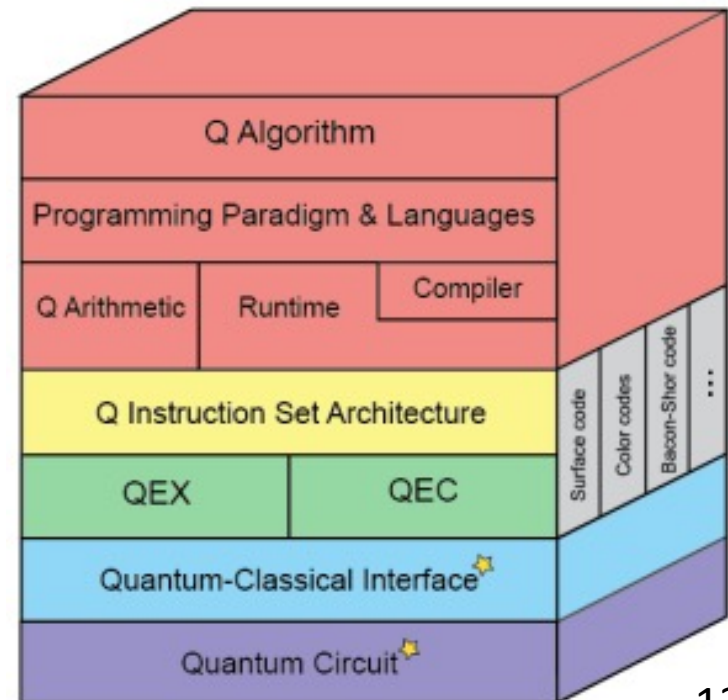 Q Algorithm
Programming Paradigm & Languages
Q Arithmetic
Runtime
Compiler
Q Instruction Set Architecture
QEX
QEC
Quantum-Classical Interface
Quantum Circuit
Surface code
Color codes
Bacon-Shor code
...